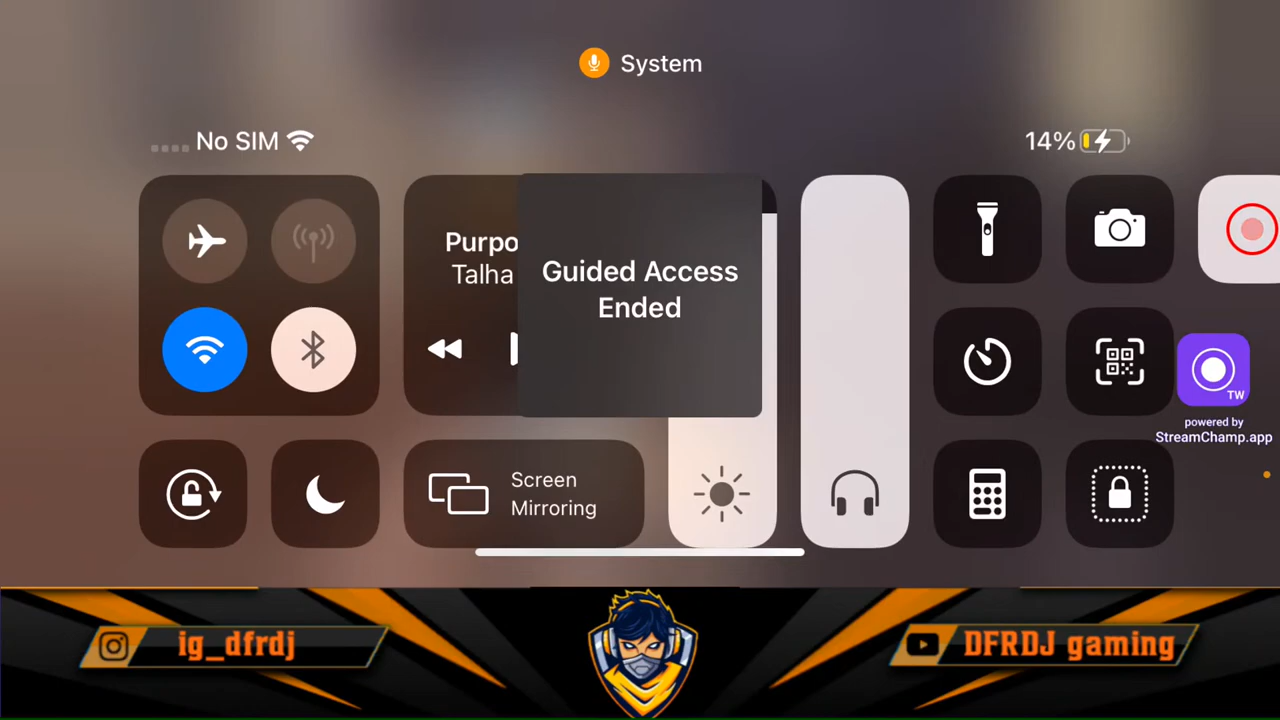 System
No SIM
14%
Purpo
Talha
Guided Access
Ended
TW
powered by
StreamChamp.app
Screen
Mirroring
ig_dfrdj
DFRDJ gaming